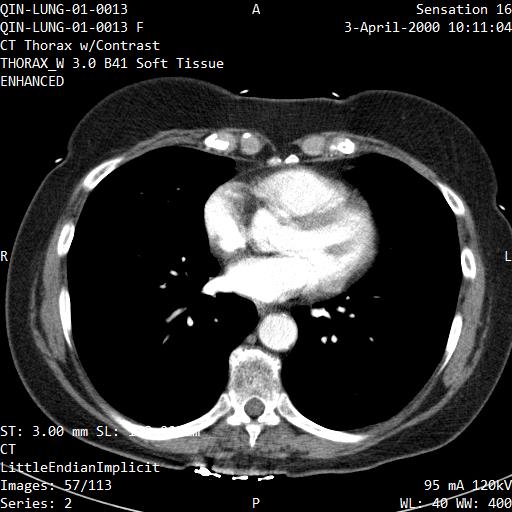 QIN-LUNG-01-0013
A
Sensation 16
QIN-LUNG-01-0013 F
3-April-2000 10:11:04
CT Thorax w/Contrast
THORAX_W 3.0 B41 Soft Tissue
ENHANCED
R
L
ST: 3.00 mm SL:
CT
LittleEndianImplicit
Images: 57/113
95 mA 120kV
Series: 2
P
WL: 40 WW: 400